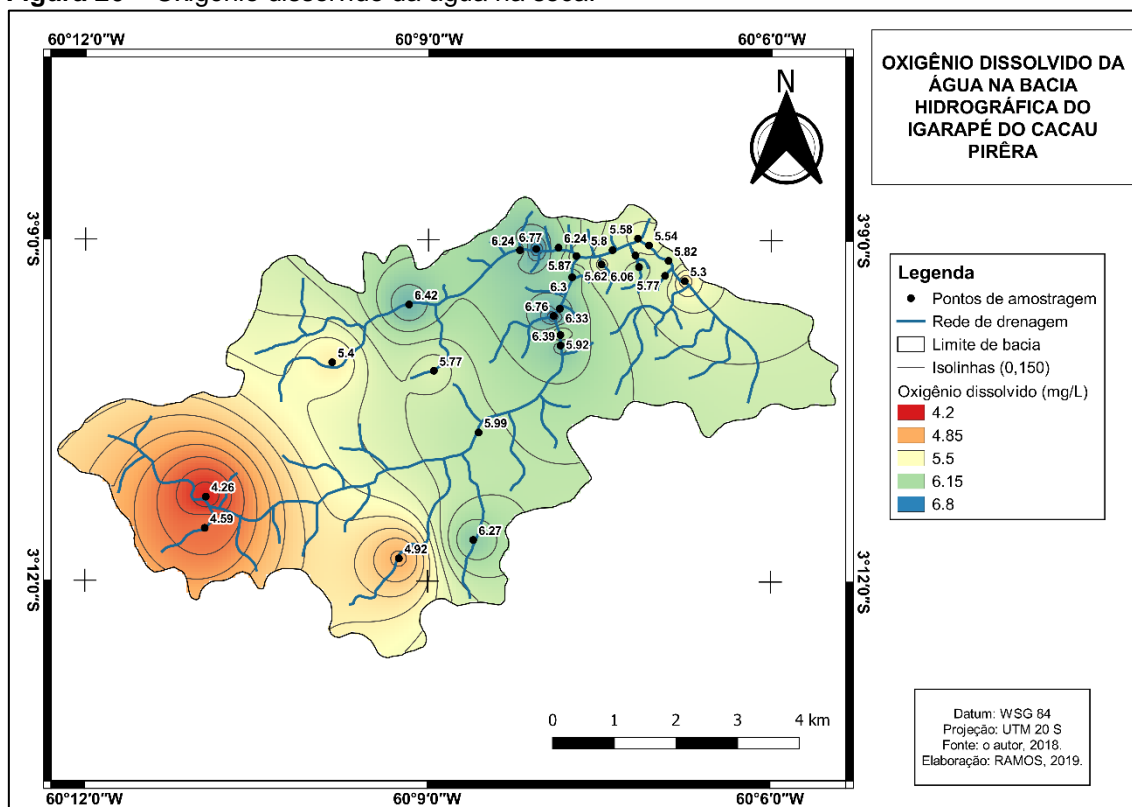 60°12'0"W 60°9'0"W 60°6'0"W
OXIGÊNIO DISSOLVIDO DA
ÁGUA NA BACIA
HIDROGRÁFICA DO
IGARAPÉ DO CACAU
PIRÊRA
N
3°9'0"S
3°9'0"S
6.24
6.77
6.24
5.8
5.58
5.54
5.82
5.87
5.62
6.06
5.77
5.3
6.3
6.42
6.76
6.33
6.39
5.92
5.4
5.77
5.99
4.26
4.59
4.92
6.27
3°12'0"S
3°12'0"S
Legenda
Pontos de amostragem
Rede de drenagem
Limite de bacia
Isolinhas (0,150)
Oxigênio dissolvido (mg/L)
4.2
4.85
5.5
6.15
6.8
0 1 2 3 4 km
Datum: WSG 84
Projeção: UTM 20 S
Fonte: o autor, 2018.
Elaboração: RAMOS, 2019.
60°12'0"W 60°9'0"W 60°6'0"W